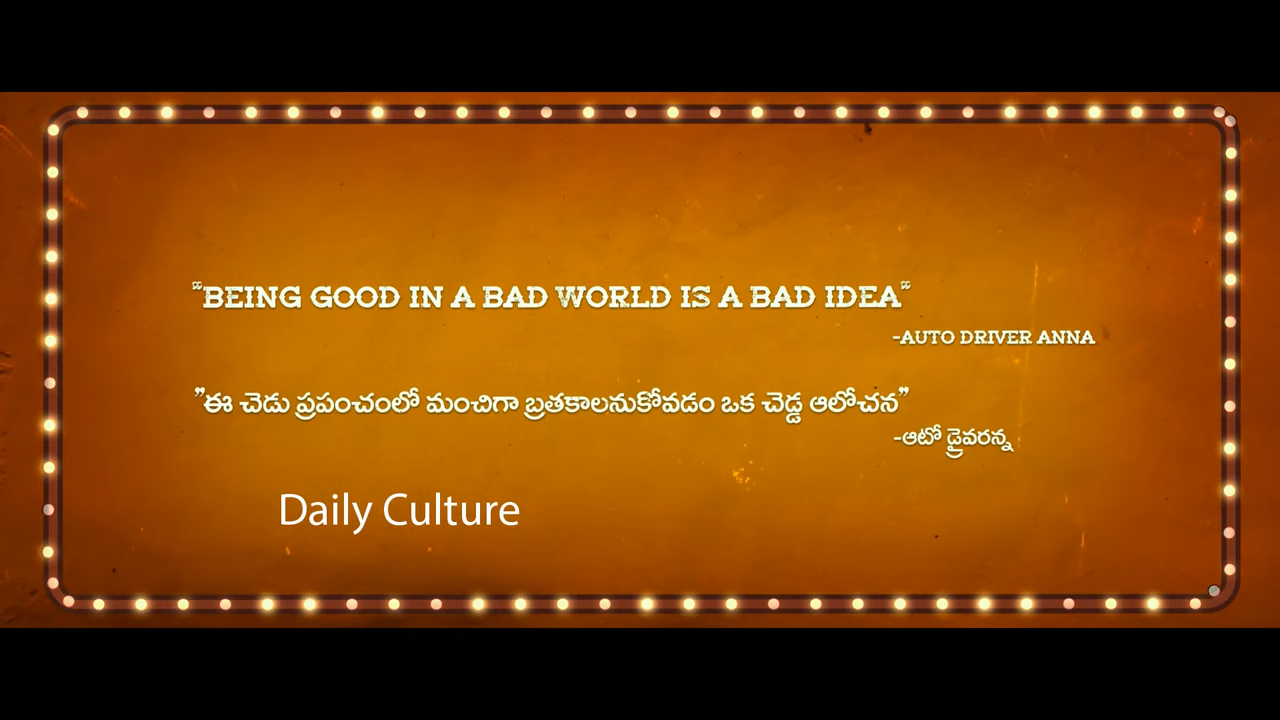 “BEING GOOD IN A BAD WORLD IS A BAD IDEA“
-AUTO DRIVER ANNA
”ఈ చెడు ప్రపంచంలో మంచిగా బ్రతకాలనుకోవడం ఒక చెడ్డ ఆలోచన”
-ఆటో డ్రైవరన్న
Daily Culture